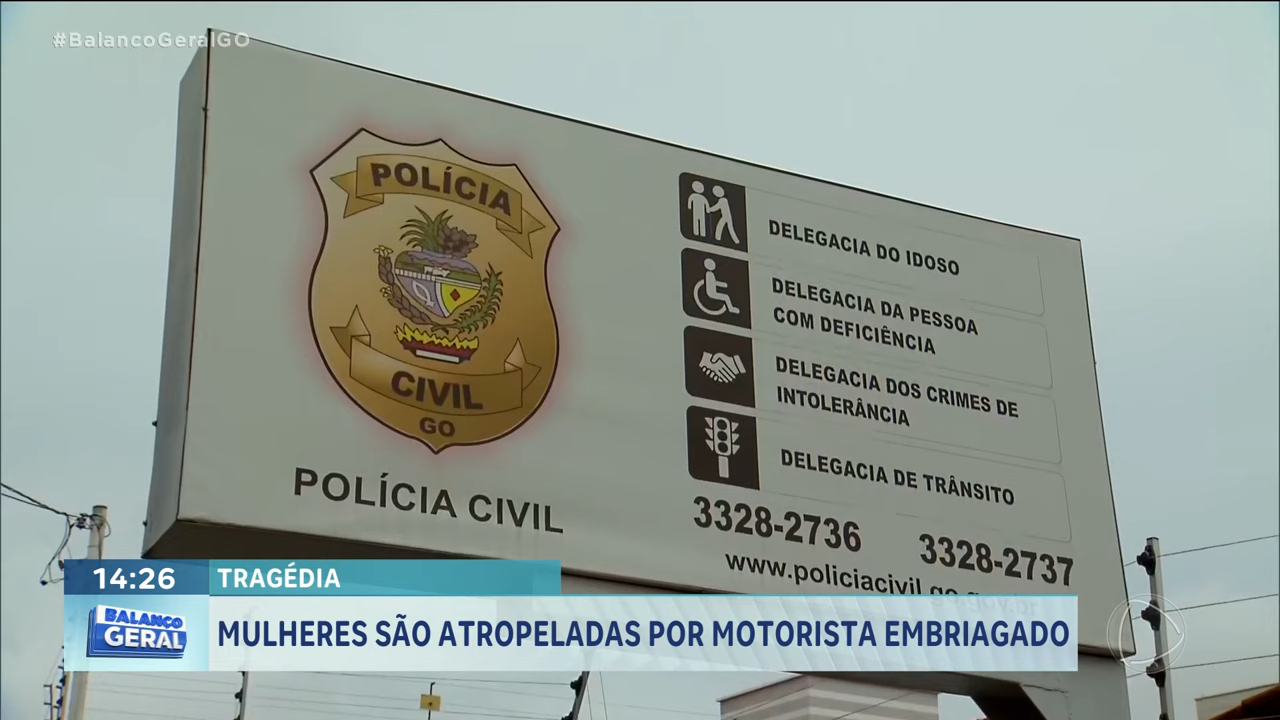 #BalancoGeralGO
POLÍCIA
CIVIL
GO
POLÍCIA CIVIL
DELEGACIA DO IDOSO
DELEGACIA DA PESSOA
COM DEFICIÊNCIA
DELEGACIA DOS CRIMES DE
INTOLERÂNCIA
DELEGACIA DE TRÂNSITO
3328-2736 3328-2737
www.policiacivil.go
14:26 TRAGÉDIA
BALANÇO
GERAL
MULHERES SÃO ATROPELADAS POR MOTORISTA EMBRIAGADO